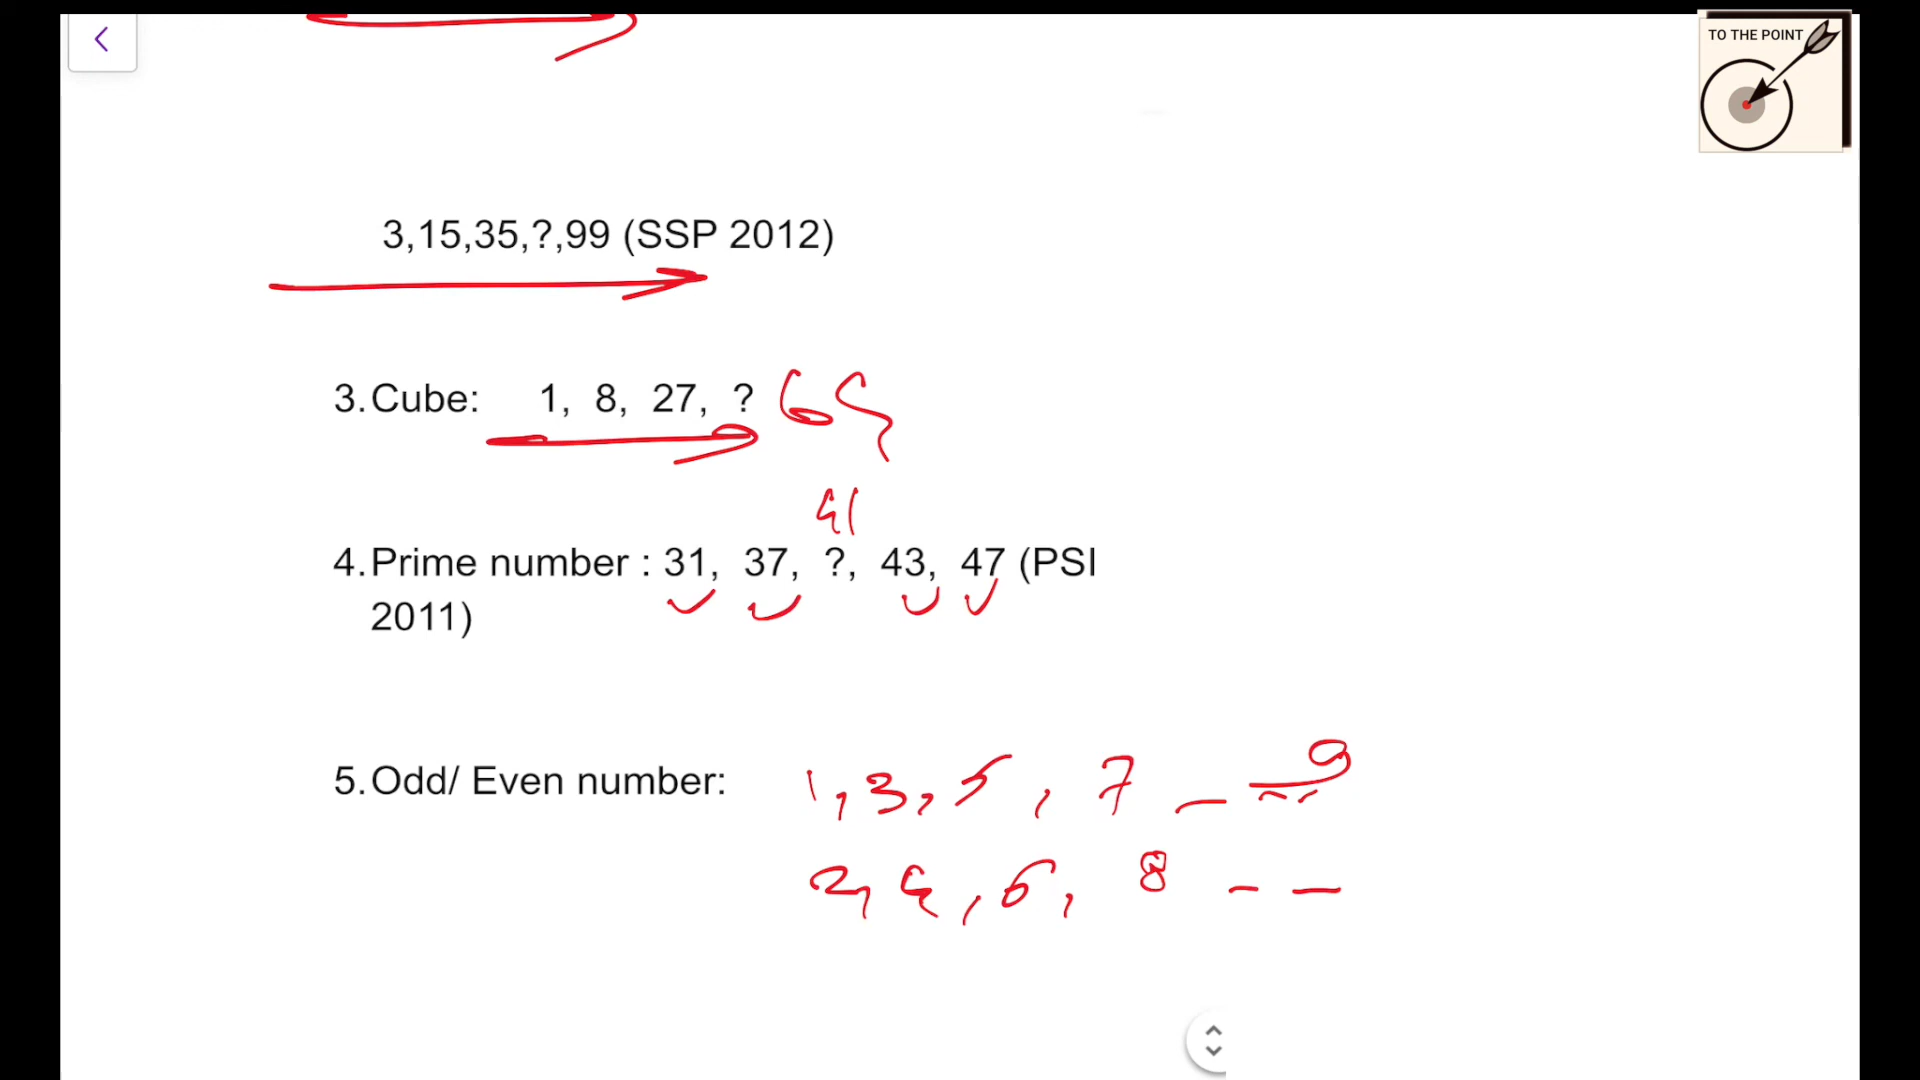 TO THE POINT
3,15,35,?,99 (SSP 2012)
3. Cube: 1, 8, 27, ? 64
41
4. Prime number : 31, 37, ?, 43, 47 (PSI
2011)
5. Odd/ Even number: 1, 3, 5, 7 _ _ 9
2, 4, 6, 8 _ _